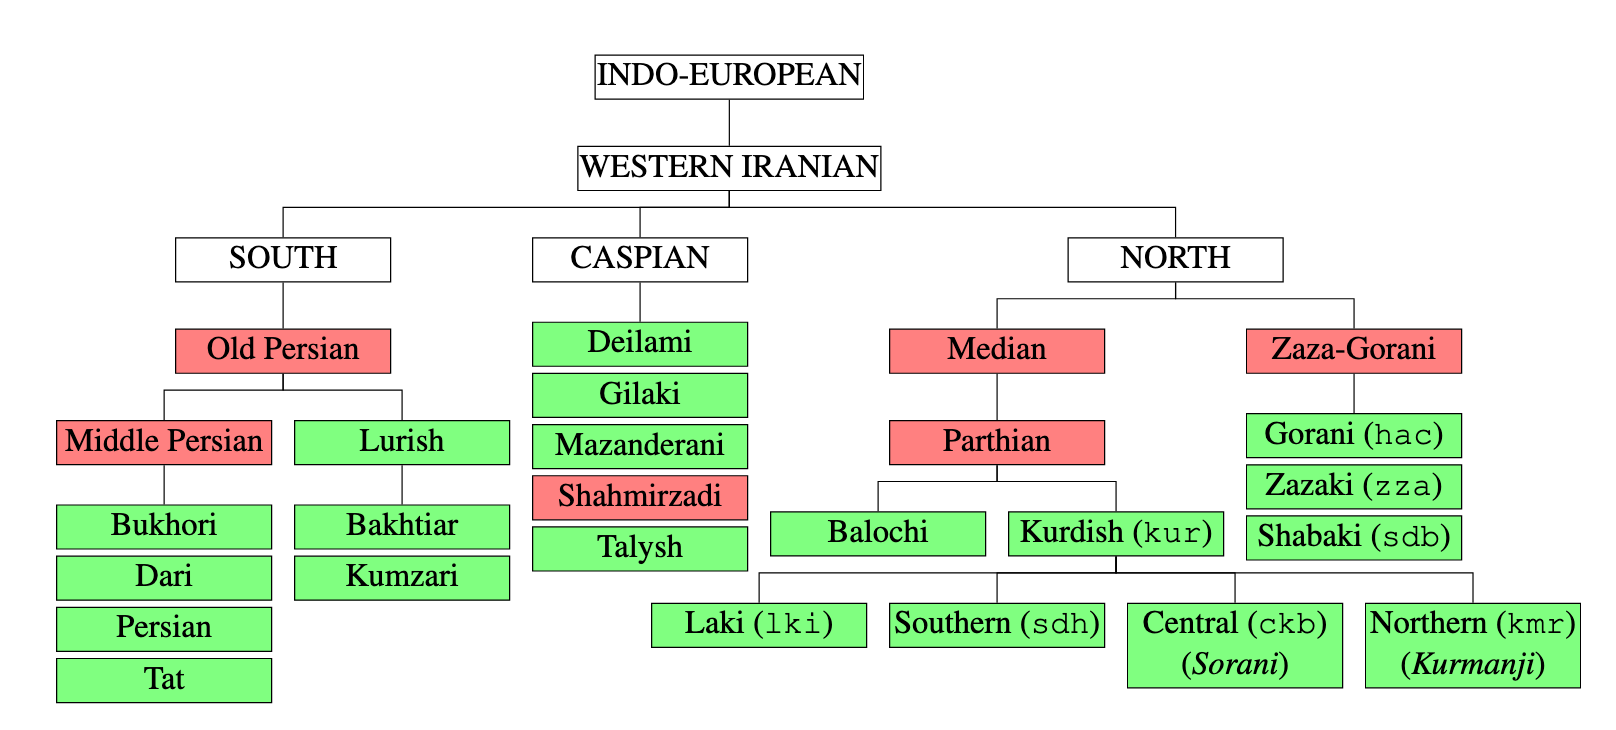 INDO-EUROPEAN
WESTERN IRANIAN
SOUTH
CASPIAN
NORTH
Old Persian
Middle Persian
Bukhori
Dari
Persian
Tat
Lurish
Bakhtiar
Kumzari
Deilami
Gilaki
Mazanderani
Shahmirzadi
Talysh
Median
Parthian
Balochi
Kurdish (kur)
Laki (lki)
Southern (sdh)
Central (ckb)
(Sorani)
Northern (kmr)
(Kurmanji)
Zaza-Gorani
Gorani (hac)
Zazaki (zza)
Shabaki (sdb)